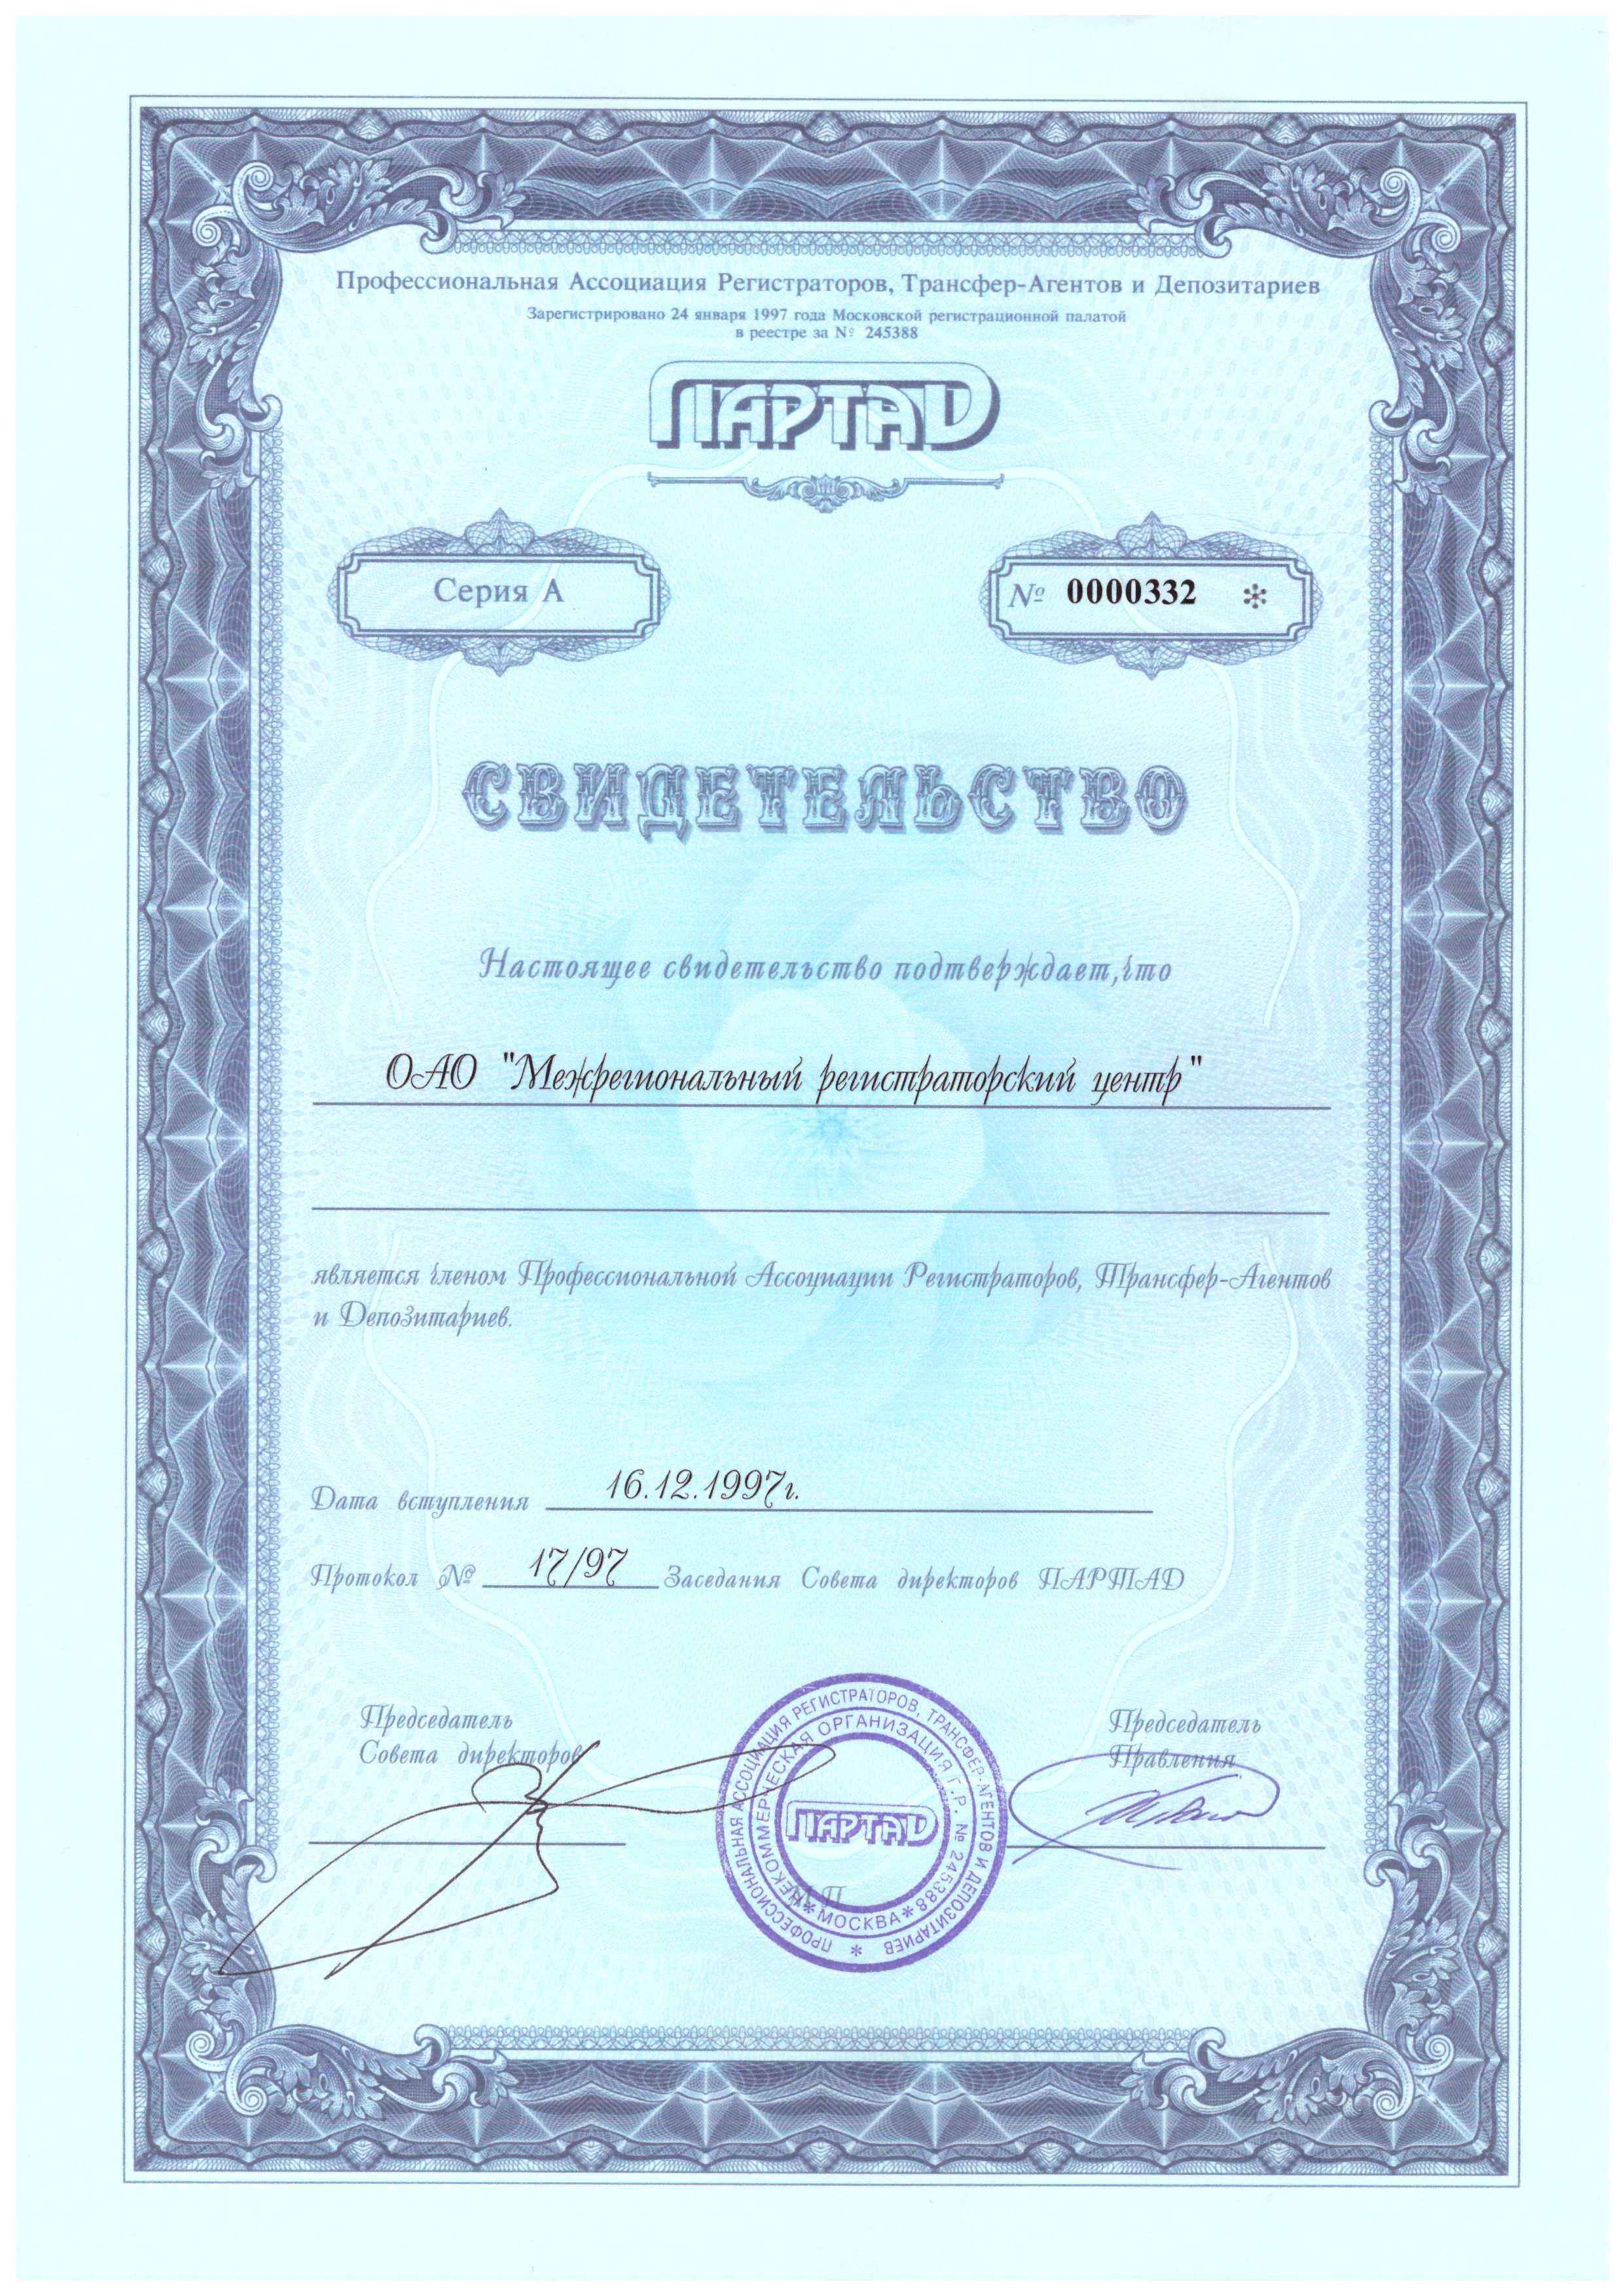 Профессиональная Ассоциация Регистраторов, Трансфер-Агентов и Депозитариев
Зарегистрировано 24 января 1997 года Московской регистрационной палатой
в реестре за № 245388
ПАРТАД
Серия А
№ 0000332 *
СВИДЕТЕЛЬСТВО
Настоящее свидетельство подтверждает, что
ОАО "Межрегиональный регистраторский центр"
является членом Профессиональной Ассоциации Регистраторов, Трансфер-Агентов
и Депозитариев.
Дата вступления 16.12.1997г.
Протокол № 17/97 Заседания Совета директоров ПАРТАД
Председатель
Совета директоров
Председатель
Правления
ПРОФЕССИОНАЛЬНАЯ АССОЦИАЦИЯ РЕГИСТРАТОРОВ, ТРАНСФЕР-АГЕНТОВ И ДЕПОЗИТАРИЕВ *
НЕКОММЕРЧЕСКАЯ ОРГАНИЗАЦИЯ Г.Р. № 245388
* МОСКВА *
ПАРТАД
М.П.